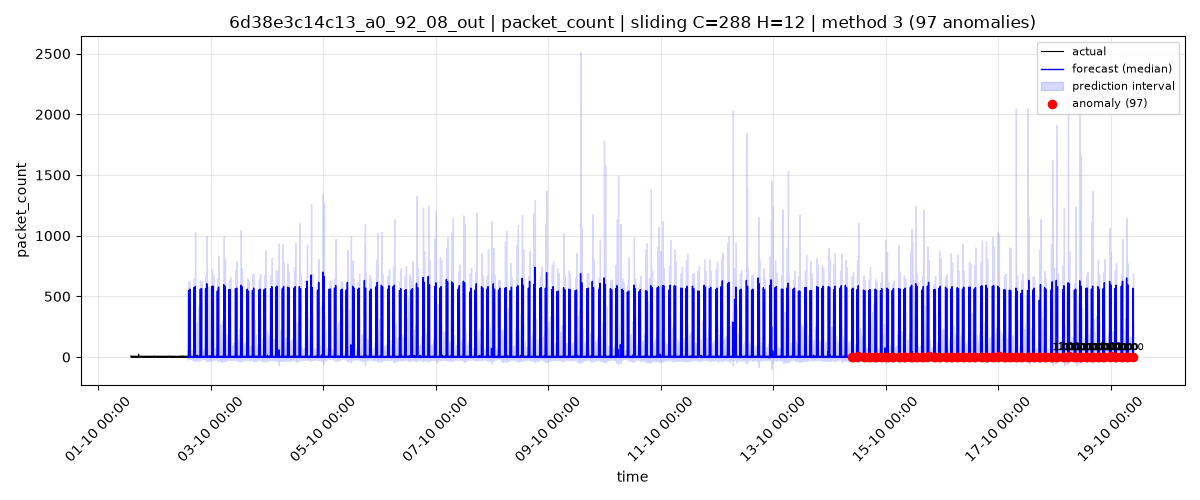 6d38e3c14c13_a0_92_08_out | packet_count | sliding C=288 H=12 | method 3 (97 anomalies)
actual
forecast (median)
prediction interval
anomaly (97)
packet_count
2500
2000
1500
1000
500
0
01-10 00:00
03-10 00:00
05-10 00:00
07-10 00:00
09-10 00:00
11-10 00:00
13-10 00:00
15-10 00:00
17-10 00:00
19-10 00:00
time